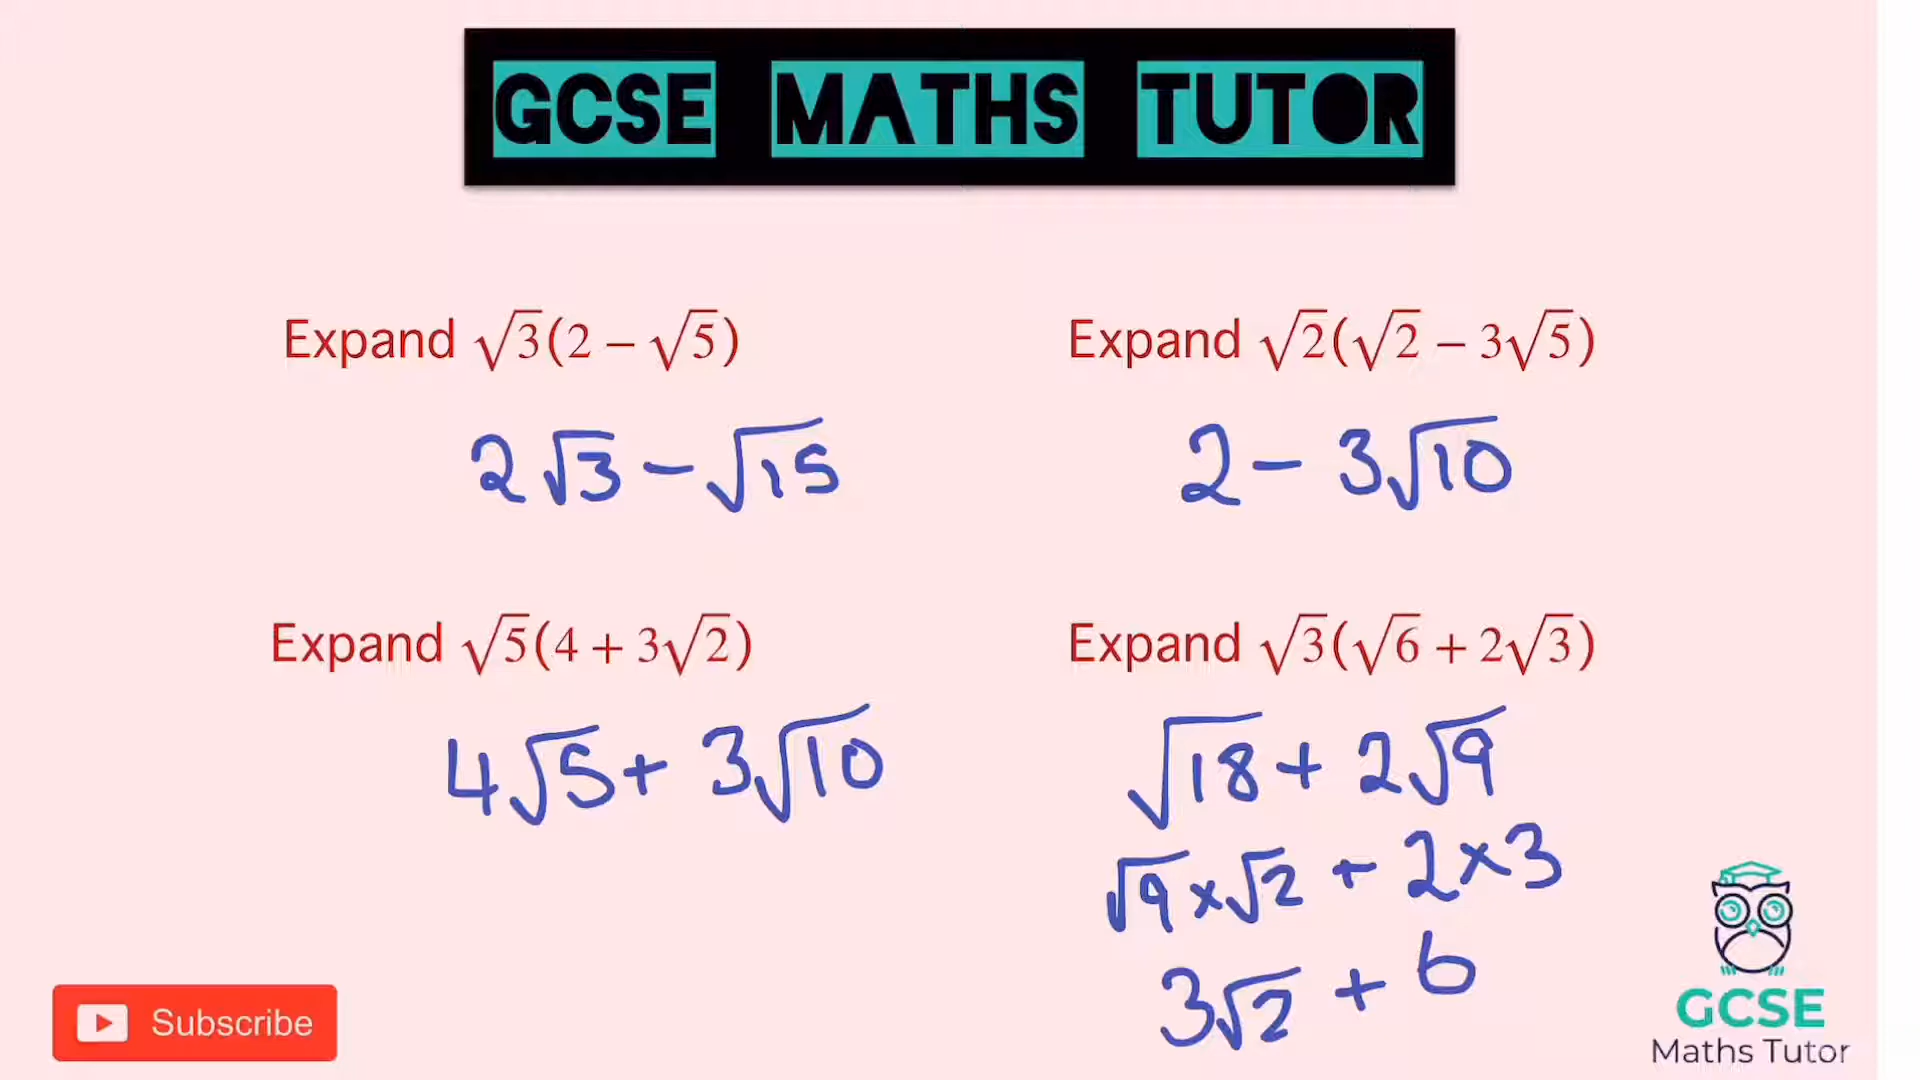 GCSE MATHS TUTOR
Expand √3(2 – √5)
2√3 – √15
Expand √2(√2 – 3√5)
2 – 3√10
Expand √5(4 + 3√2)
4√5 + 3√10
Expand √3(√6 + 2√3)
√18 + 2√9
√9 × √2 + 2 × 3
3√2 + 6
Subscribe
GCSE
Maths Tutor